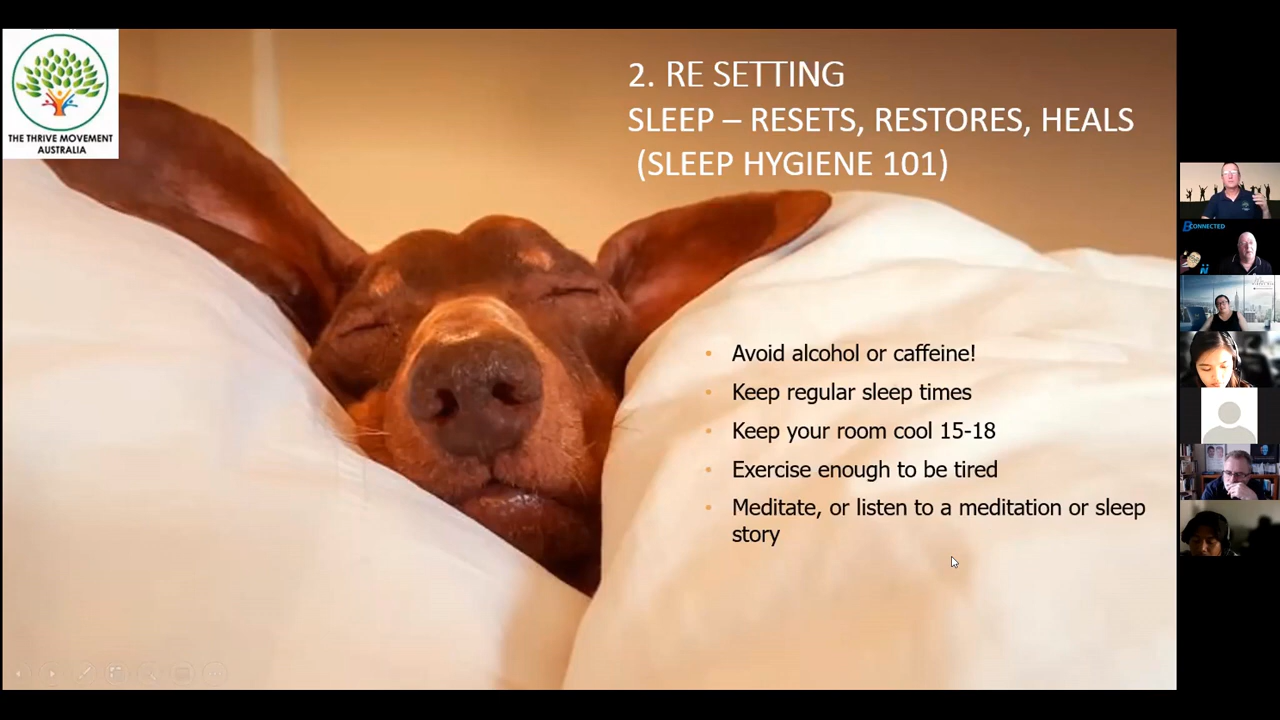 THE THRIVE MOVEMENT
AUSTRALIA
2. RE SETTING
SLEEP – RESETS, RESTORES, HEALS
(SLEEP HYGIENE 101)
• Avoid alcohol or caffeine!
• Keep regular sleep times
• Keep your room cool 15-18
• Exercise enough to be tired
• Meditate, or listen to a meditation or sleep
story
BCONNECTED